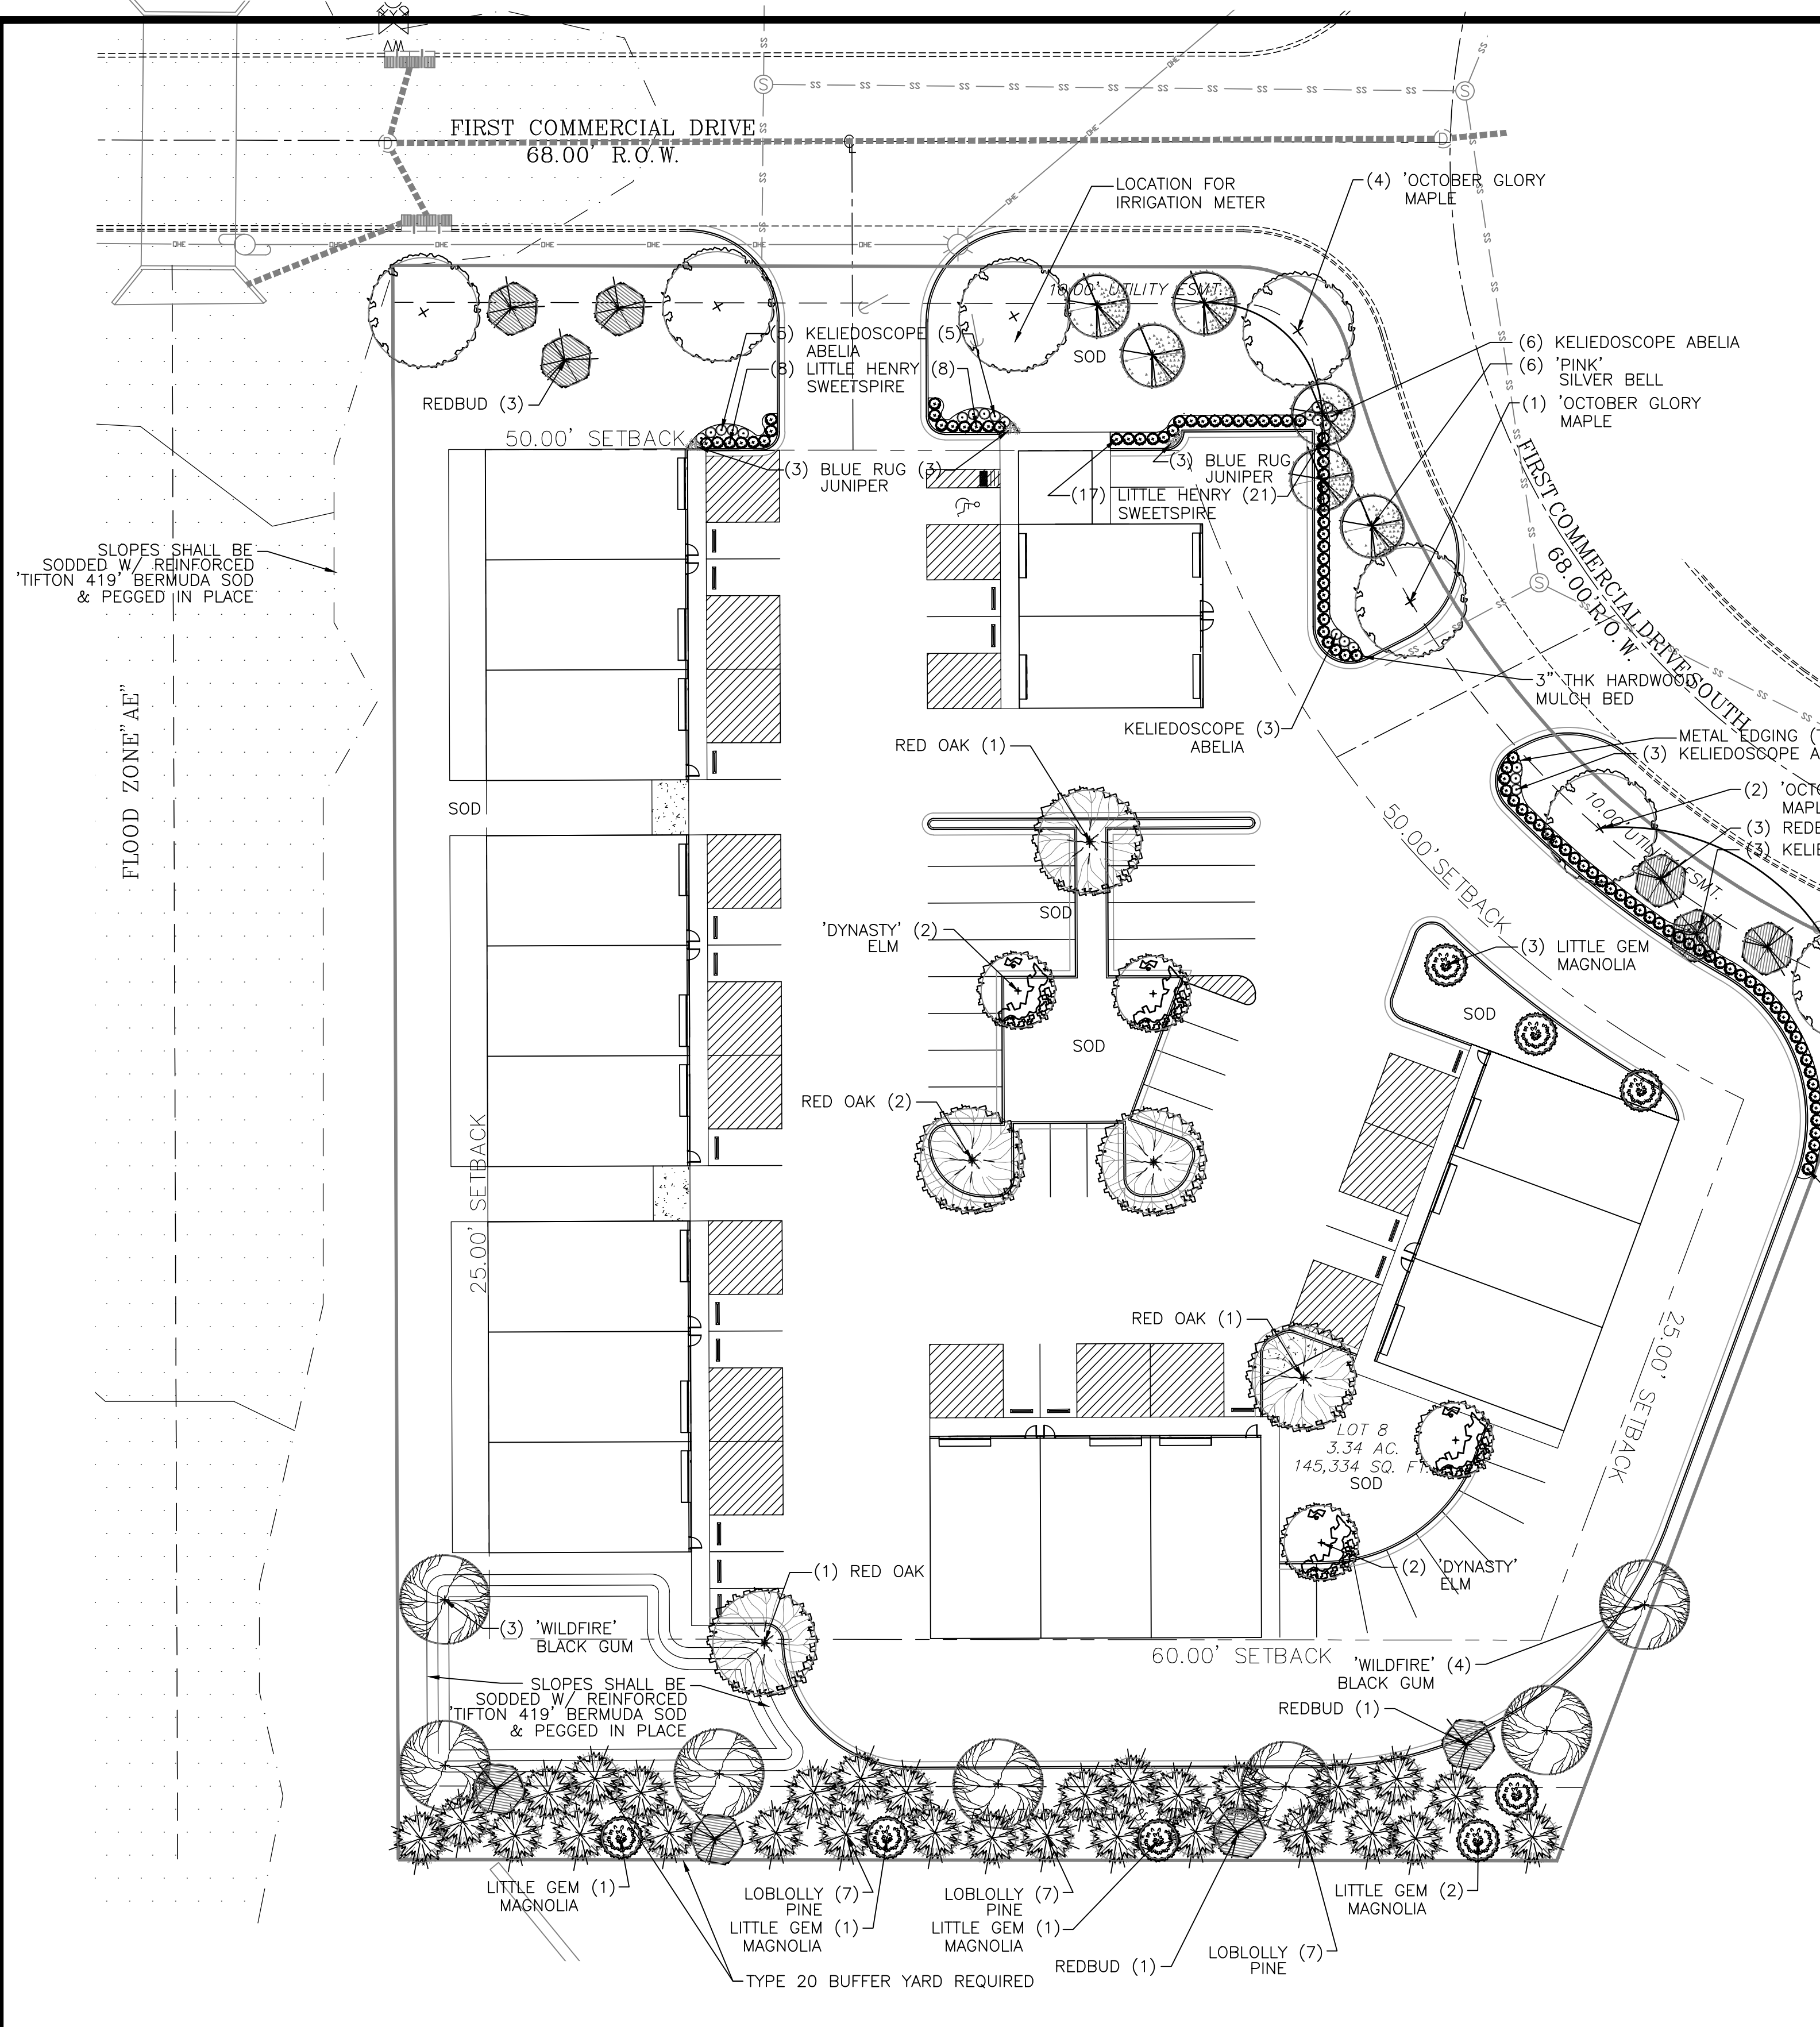 WV
FIRST COMMERCIAL DRIVE
68.00' R.O.W.
LOCATION FOR
IRRIGATION METER
(4) 'OCTOBER GLORY
MAPLE
10.00' UTILITY ESMT.
SOD
(5) KELIEDOSCOPE (5)
ABELIA
(8) LITTLE HENRY (8)
SWEETSPIRE
REDBUD (3)
50.00' SETBACK
(3) BLUE RUG (3)
JUNIPER
(3) BLUE RUG
JUNIPER
(17) LITTLE HENRY (21)
SWEETSPIRE
(6) KELIEDOSCOPE ABELIA
(6) 'PINK'
SILVER BELL
(1) 'OCTOBER GLORY
MAPLE
FIRST COMMERCIAL DRIVE SOUTH
68.00' R.O.W.
SLOPES SHALL BE
SODDED W/ REINFORCED
'TIFTON 419' BERMUDA SOD
& PEGGED IN PLACE
FLOOD ZONE"AE"
3" THK HARDWOOD
MULCH BED
KELIEDOSCOPE (3)
ABELIA
RED OAK (1)
METAL EDGING (T
(3) KELIEDOSCOPE A
(2) 'OCTO
MAPL
(3) REDB
(3) KELIE
10.00' UTILITY ESMT.
50.00' SETBACK
SOD
SOD
'DYNASTY' (2)
ELM
(3) LITTLE GEM
MAGNOLIA
SOD
SOD
RED OAK (2)
25.00' SETBACK
RED OAK (1)
25.00' SETBACK
LOT 8
3.34 AC.
145,334 SQ. FT.
SOD
(2) 'DYNASTY'
ELM
(1) RED OAK
(3) 'WILDFIRE'
BLACK GUM
60.00' SETBACK
'WILDFIRE' (4)
BLACK GUM
SLOPES SHALL BE
SODDED W/ REINFORCED
'TIFTON 419' BERMUDA SOD
& PEGGED IN PLACE
REDBUD (1)
LITTLE GEM (1)
MAGNOLIA
LOBLOLLY (7)
PINE
LITTLE GEM (1)
MAGNOLIA
LOBLOLLY (7)
PINE
LITTLE GEM (1)
MAGNOLIA
LITTLE GEM (2)
MAGNOLIA
REDBUD (1)
LOBLOLLY (7)
PINE
TYPE 20 BUFFER YARD REQUIRED